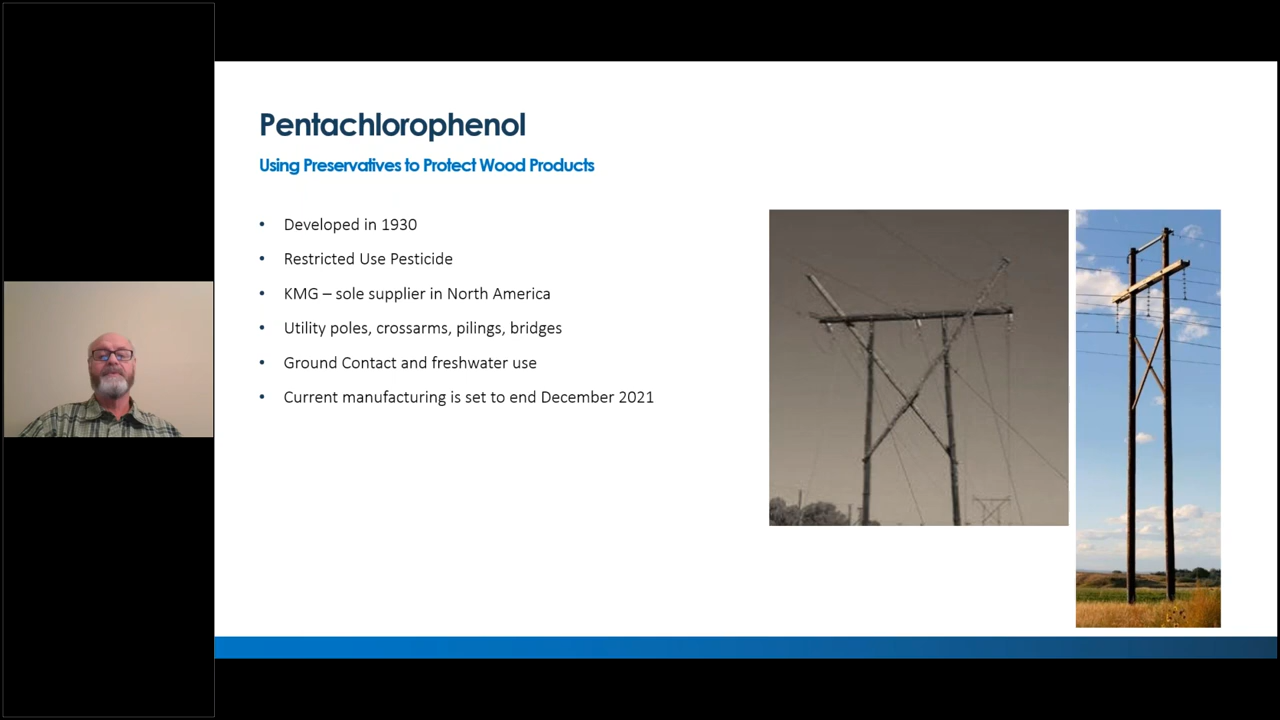 Pentachlorophenol
Using Preservatives to Protect Wood Products
• Developed in 1930
• Restricted Use Pesticide
• KMG – sole supplier in North America
• Utility poles, crossarms, pilings, bridges
• Ground Contact and freshwater use
• Current manufacturing is set to end December 2021